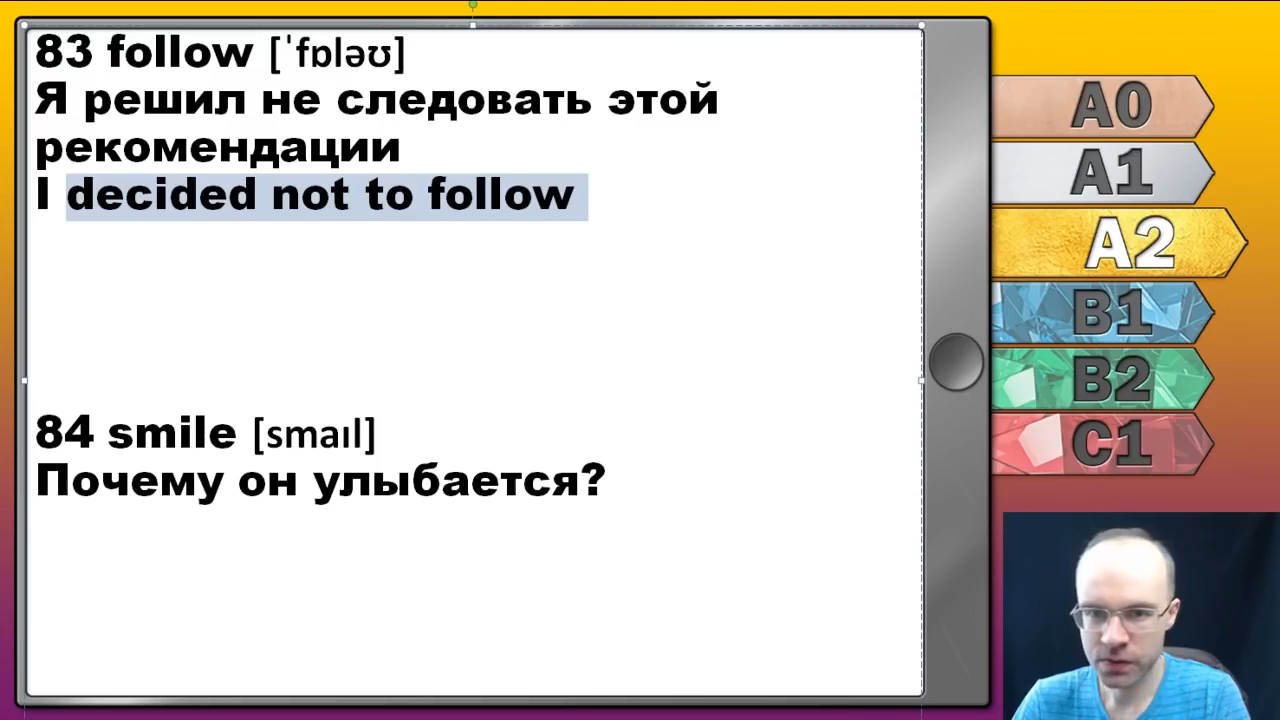 83 follow [ˈfɒləʊ]
Я решил не следовать этой
рекомендации
I decided not to follow
84 smile [smaɪl]
Почему он улыбается?
A0
A1
A2
B1
B2
C1